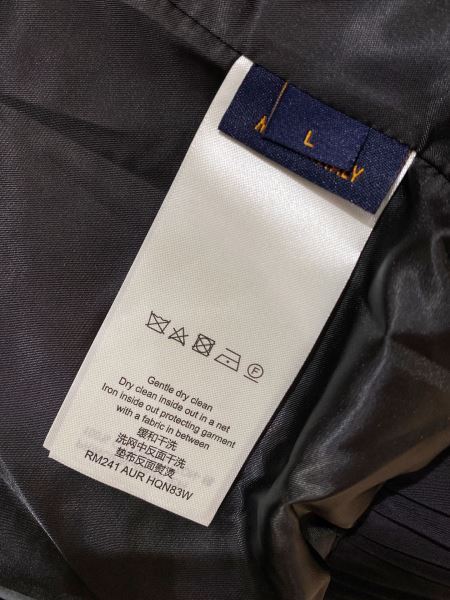 L
Gentle dry clean
Dry clean inside out in a net
Iron inside out protecting garment
with a fabric in between
缓和干洗
洗网中反面干洗
垫布反面熨烫
RM241 AUR HQN83W